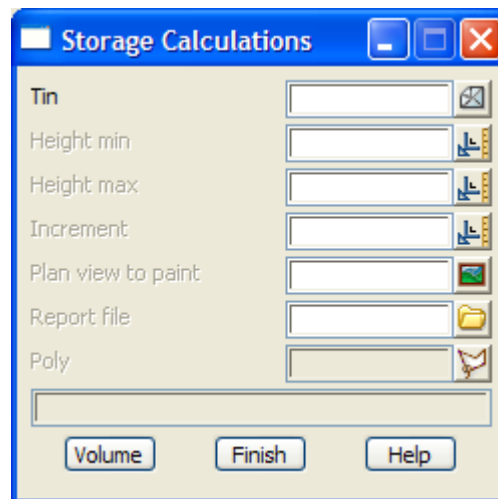 Storage Calculations
Tin
Height min
Height max
Increment
Plan view to paint
Report file
Poly
Volume Finish Help